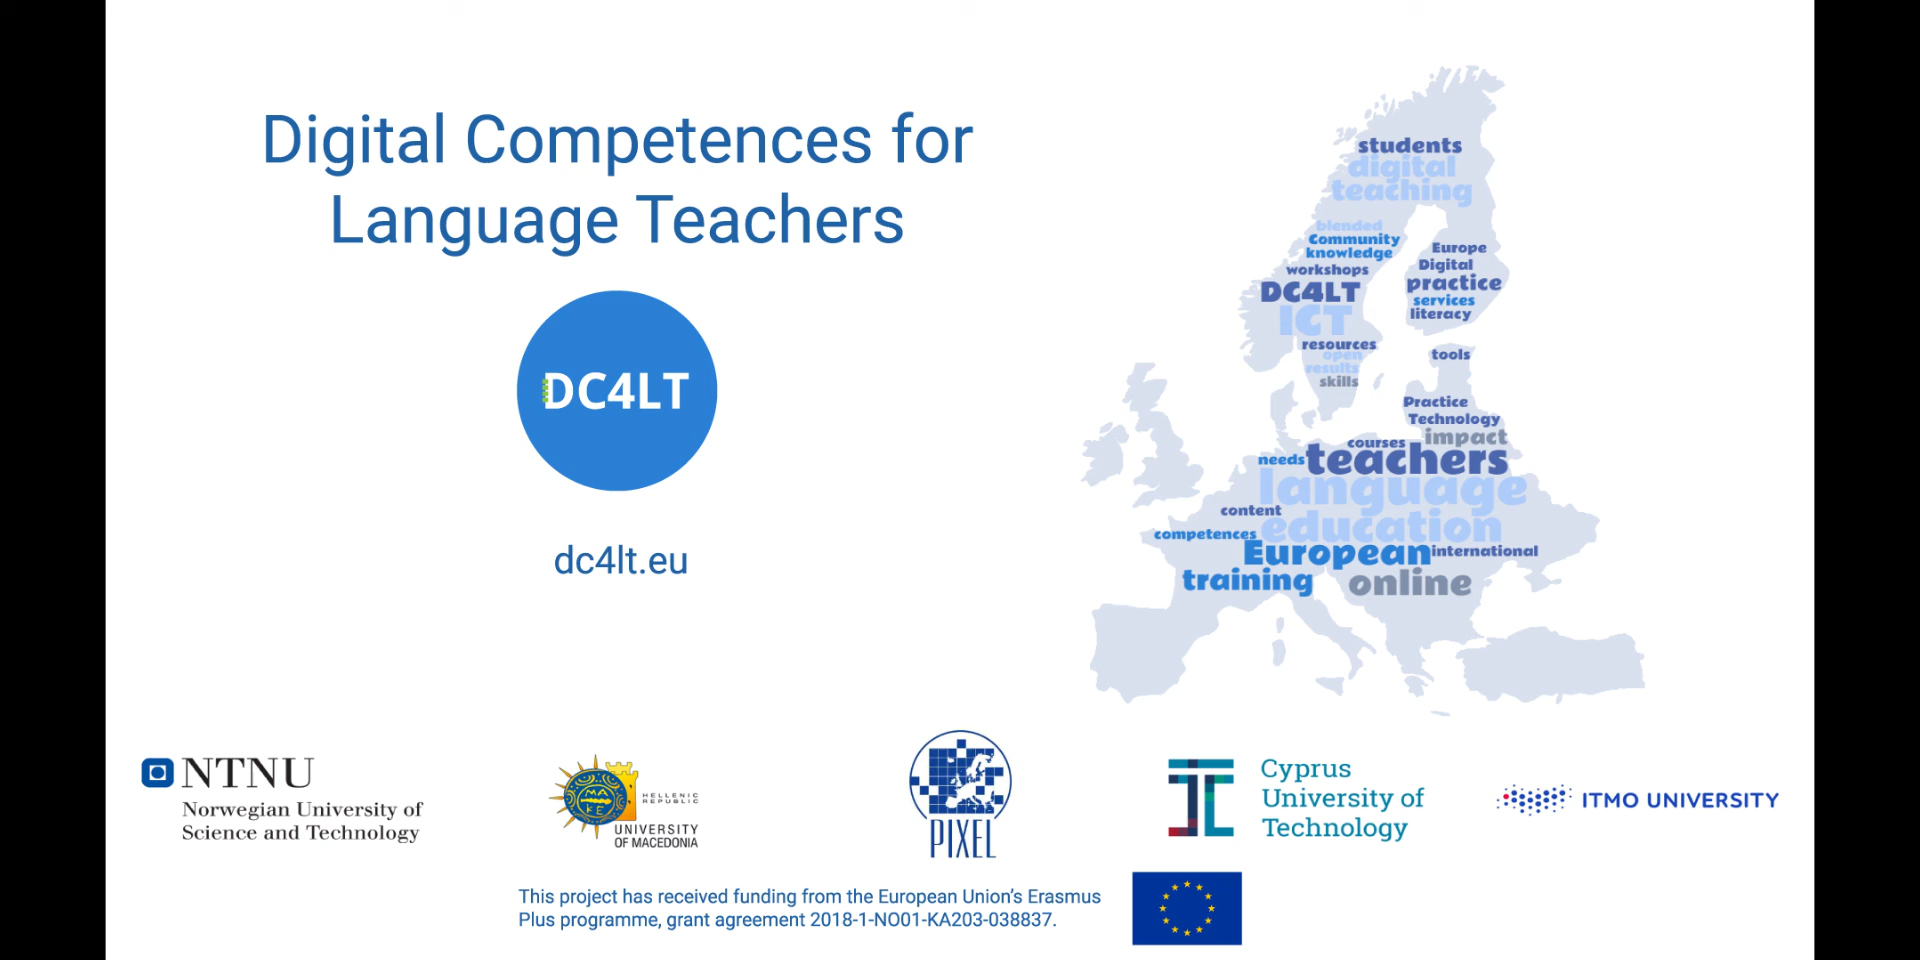 Digital Competences for
Language Teachers
DC4LT
dc4lt.eu
students
digital
teaching
blended
Community
knowledge
workshops
DC4LT
ICT
resources
open
results
skills
Europe
Digital
practice
services
literacy
tools
Practice
Technology
impact
courses
needs
teachers
language
content
education
competences
European
international
training
online
NTNU
Norwegian University of
Science and Technology
MA
KE
HELLENIC
REPUBLIC
UNIVERSITY
OF MACEDONIA
PIXEL
Cyprus
University of
Technology
ITMO UNIVERSITY
This project has received funding from the European Union's Erasmus
Plus programme, grant agreement 2018-1-NO01-KA203-038837.